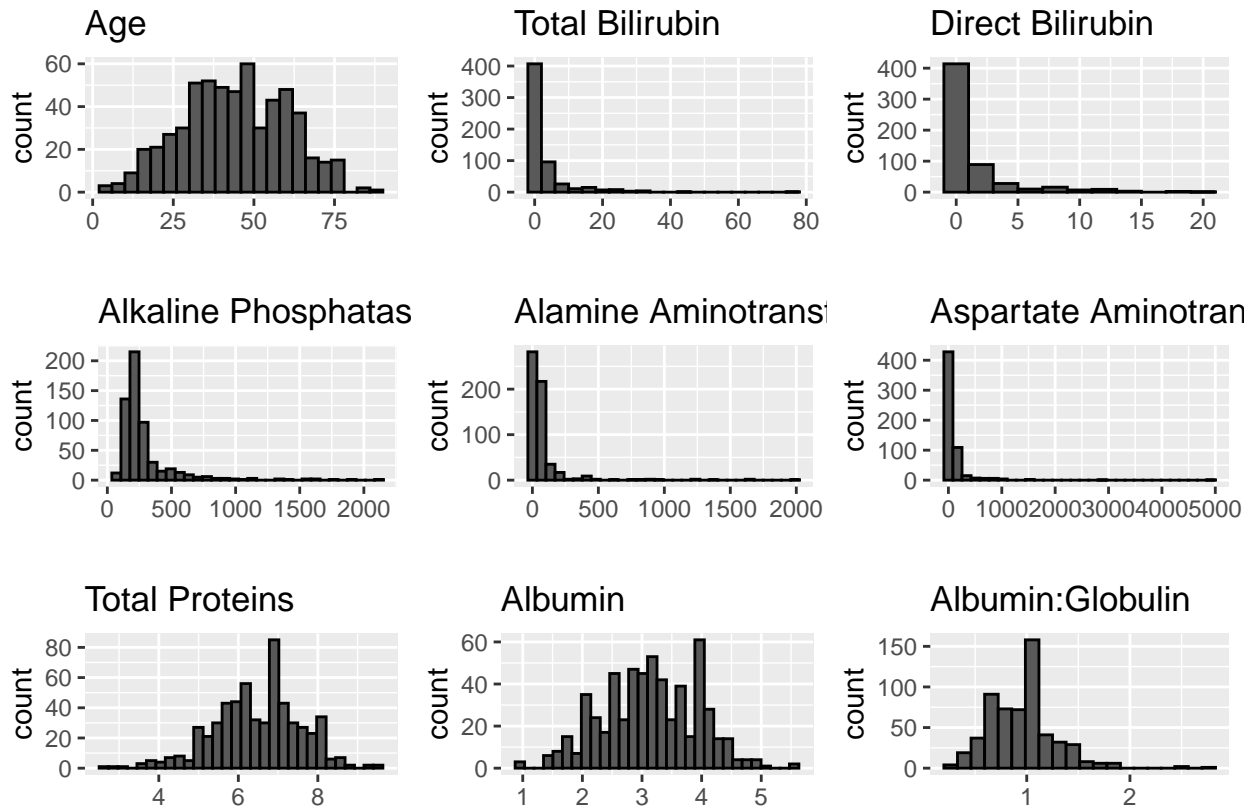 Age
60
40
20
0
count
0 25 50 75
Total Bilirubin
400
300
200
100
0
count
0 20 40 60 80
Direct Bilirubin
400
300
200
100
0
count
0 5 10 15 20
Alkaline Phosphatas
200
150
100
50
0
count
0 500 1000 1500 2000
Alamine Aminotransf
200
100
0
count
0 500 1000 1500 2000
Aspartate Aminotran
400
300
200
100
0
count
0 1000 2000 3000 4000 5000
Total Proteins
80
60
40
20
0
count
4 6 8
Albumin
60
40
20
0
count
1 2 3 4 5
Albumin:Globulin
150
100
50
0
count
1 2